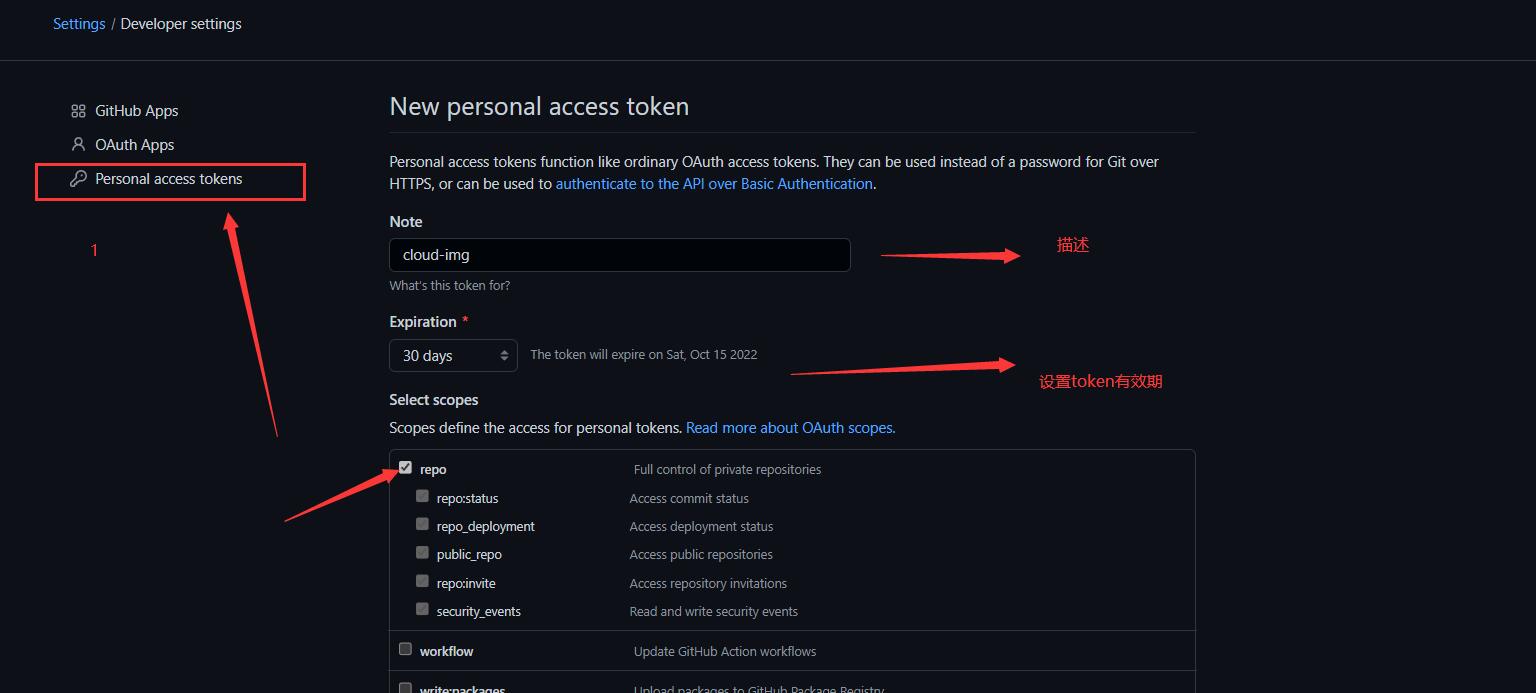 Settings / Developer settings
GitHub Apps
OAuth Apps
Personal access tokens
1
New personal access token
Personal access tokens function like ordinary OAuth access tokens. They can be used instead of a password for Git over
HTTPS, or can be used to authenticate to the API over Basic Authentication.
Note
cloud-img
描述
What's this token for?
Expiration *
30 days The token will expire on Sat, Oct 15 2022
设置token有效期
Select scopes
Scopes define the access for personal tokens. Read more about OAuth scopes.
repo Full control of private repositories
repo:status Access commit status
repo_deployment Access deployment status
public_repo Access public repositories
repo:invite Access repository invitations
security_events Read and write security events
workflow Update GitHub Action workflows
write:packages Upload packages to GitHub Package Registry